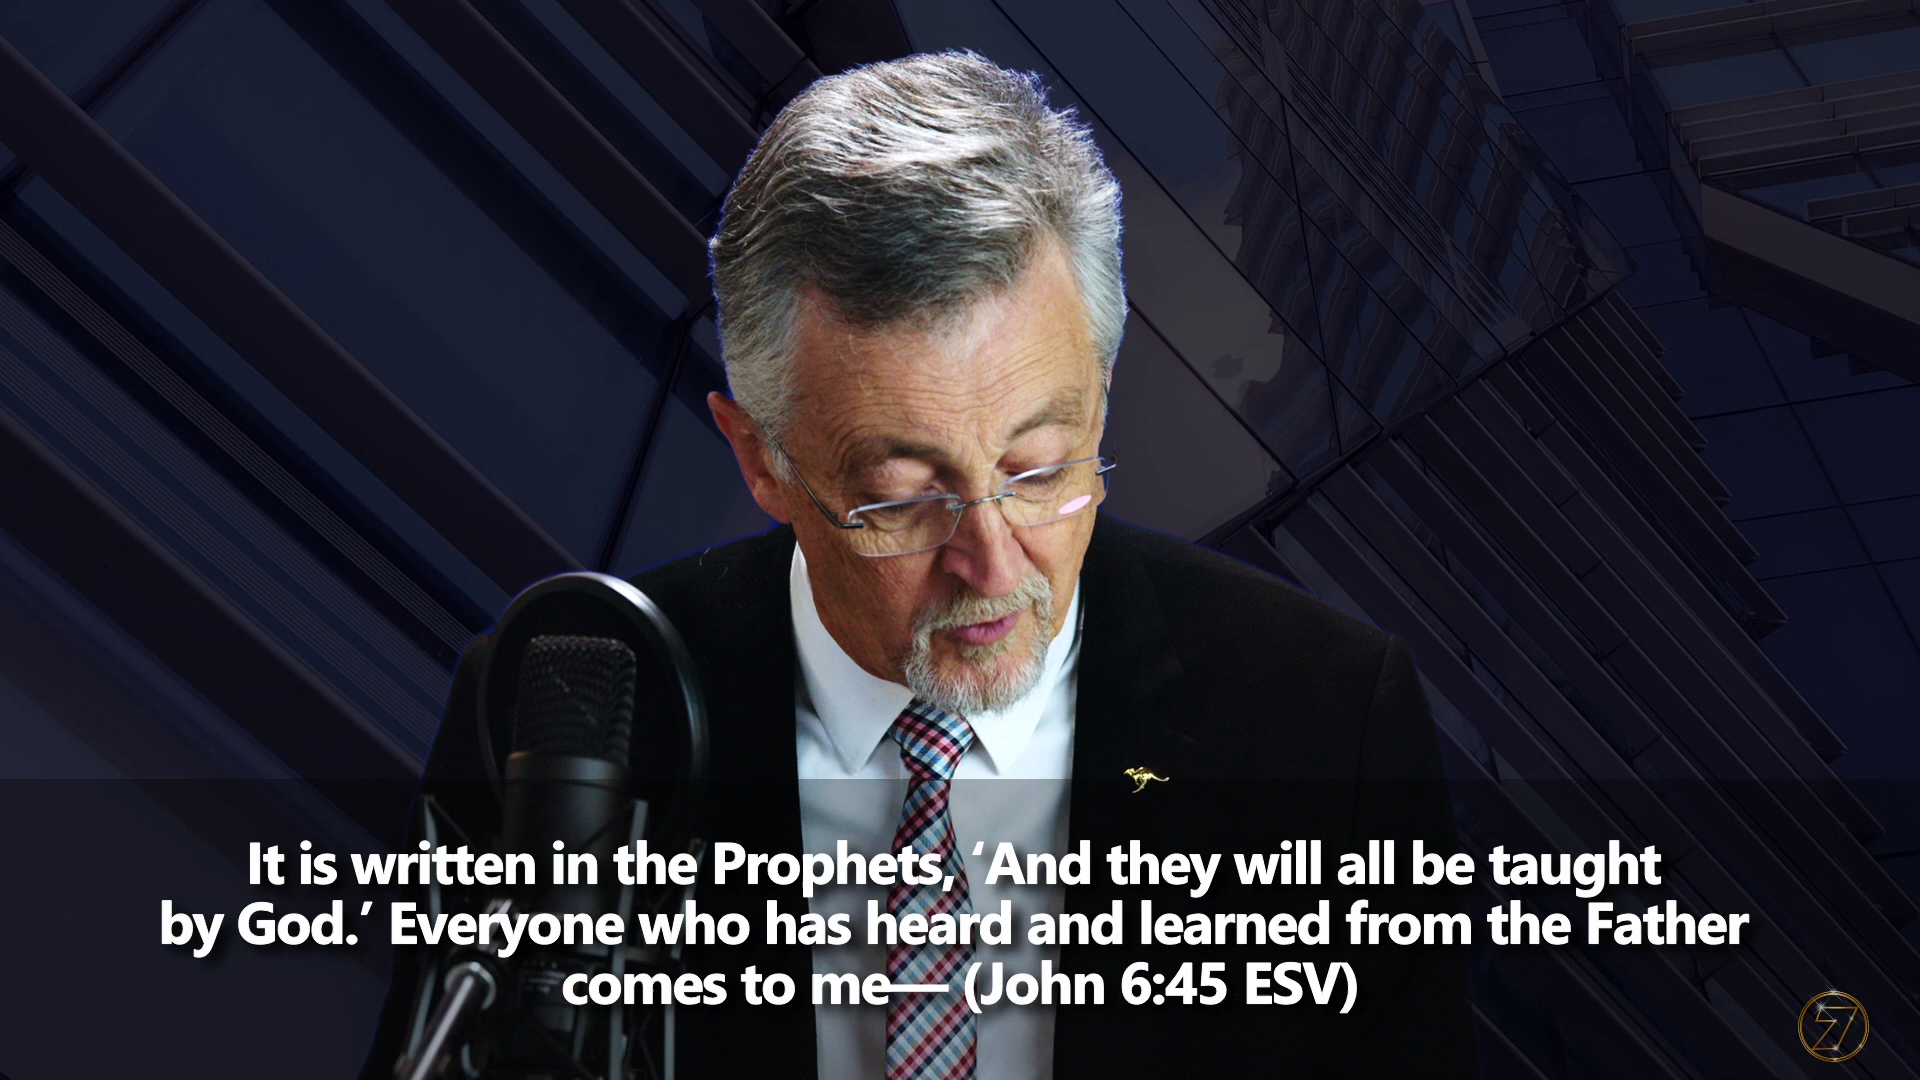 It is written in the Prophets, ‘And they will all be taught
by God.’ Everyone who has heard and learned from the Father
comes to me— (John 6:45 ESV)